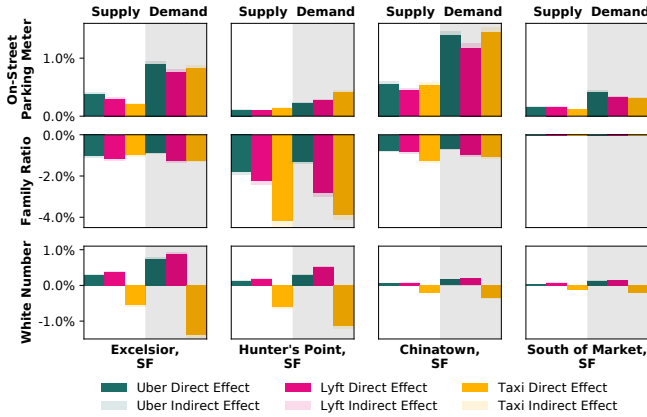 Supply Demand Supply Demand Supply Demand Supply Demand
On-Street
Parking Meter
1.0%
0.0%
Family Ratio
0.0%
-2.0%
-4.0%
White Number
1.0%
0.0%
-1.0%
Excelsior,
SF
Hunter's Point,
SF
Chinatown,
SF
South of Market,
SF
Uber Direct Effect
Lyft Direct Effect
Taxi Direct Effect
Uber Indirect Effect
Lyft Indirect Effect
Taxi Indirect Effect